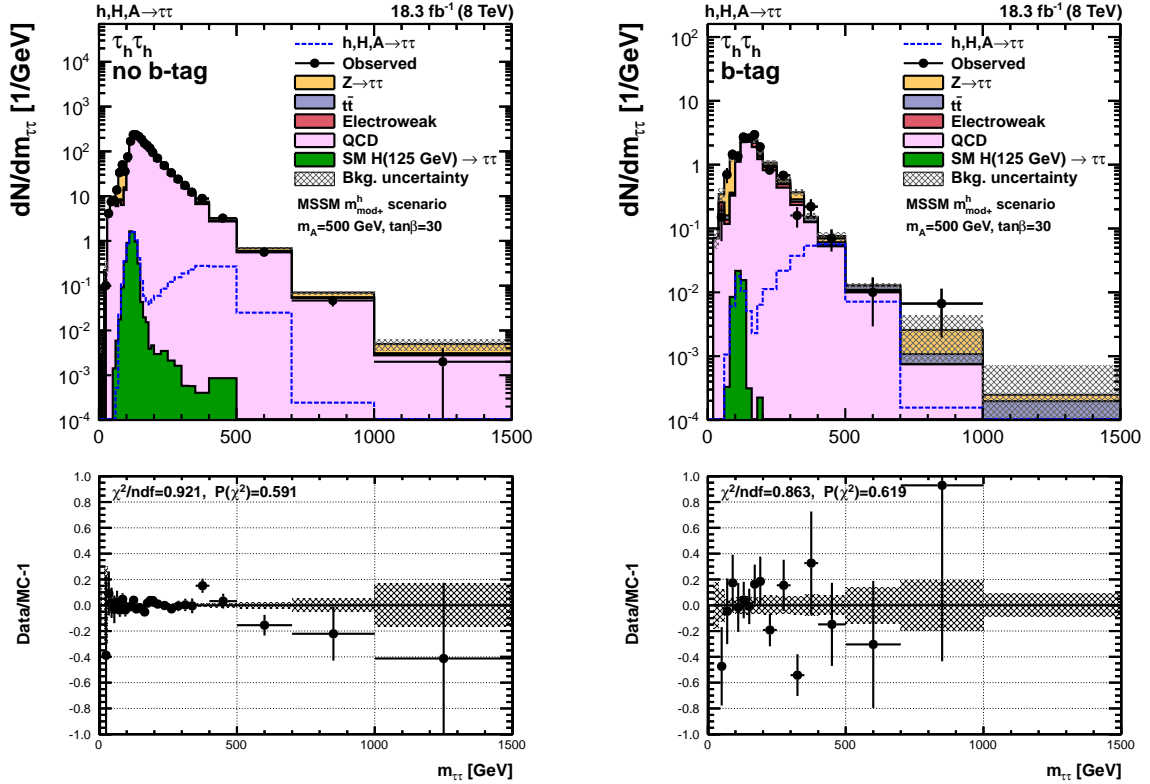 h,H,A→ττ 18.3 fb⁻¹ (8 TeV)
τₕτₕ
no b-tag
h,H,A→ττ
Observed
Z→ττ
tt̄
Electroweak
QCD
SM H(125 GeV) → ττ
Bkg. uncertainty
MSSM m^h_mod+ scenario
m_A=500 GeV, tanβ=30
dN/dm_ττ [1/GeV]
10⁴
10³
10²
10
1
10⁻¹
10⁻²
10⁻³
10⁻⁴
0 500 1000 1500
χ²/ndf=0.921, P(χ²)=0.591
Data/MC-1
1.0
0.8
0.6
0.4
0.2
0.0
-0.2
-0.4
-0.6
-0.8
-1.0
0 500 1000 1500
m_ττ [GeV]
h,H,A→ττ 18.3 fb⁻¹ (8 TeV)
τₕτₕ
b-tag
h,H,A→ττ
Observed
Z→ττ
tt̄
Electroweak
QCD
SM H(125 GeV) → ττ
Bkg. uncertainty
MSSM m^h_mod+ scenario
m_A=500 GeV, tanβ=30
dN/dm_ττ [1/GeV]
10²
10
1
10⁻¹
10⁻²
10⁻³
10⁻⁴
0 500 1000 1500
χ²/ndf=0.863, P(χ²)=0.619
Data/MC-1
1.0
0.8
0.6
0.4
0.2
0.0
-0.2
-0.4
-0.6
-0.8
-1.0
0 500 1000 1500
m_ττ [GeV]